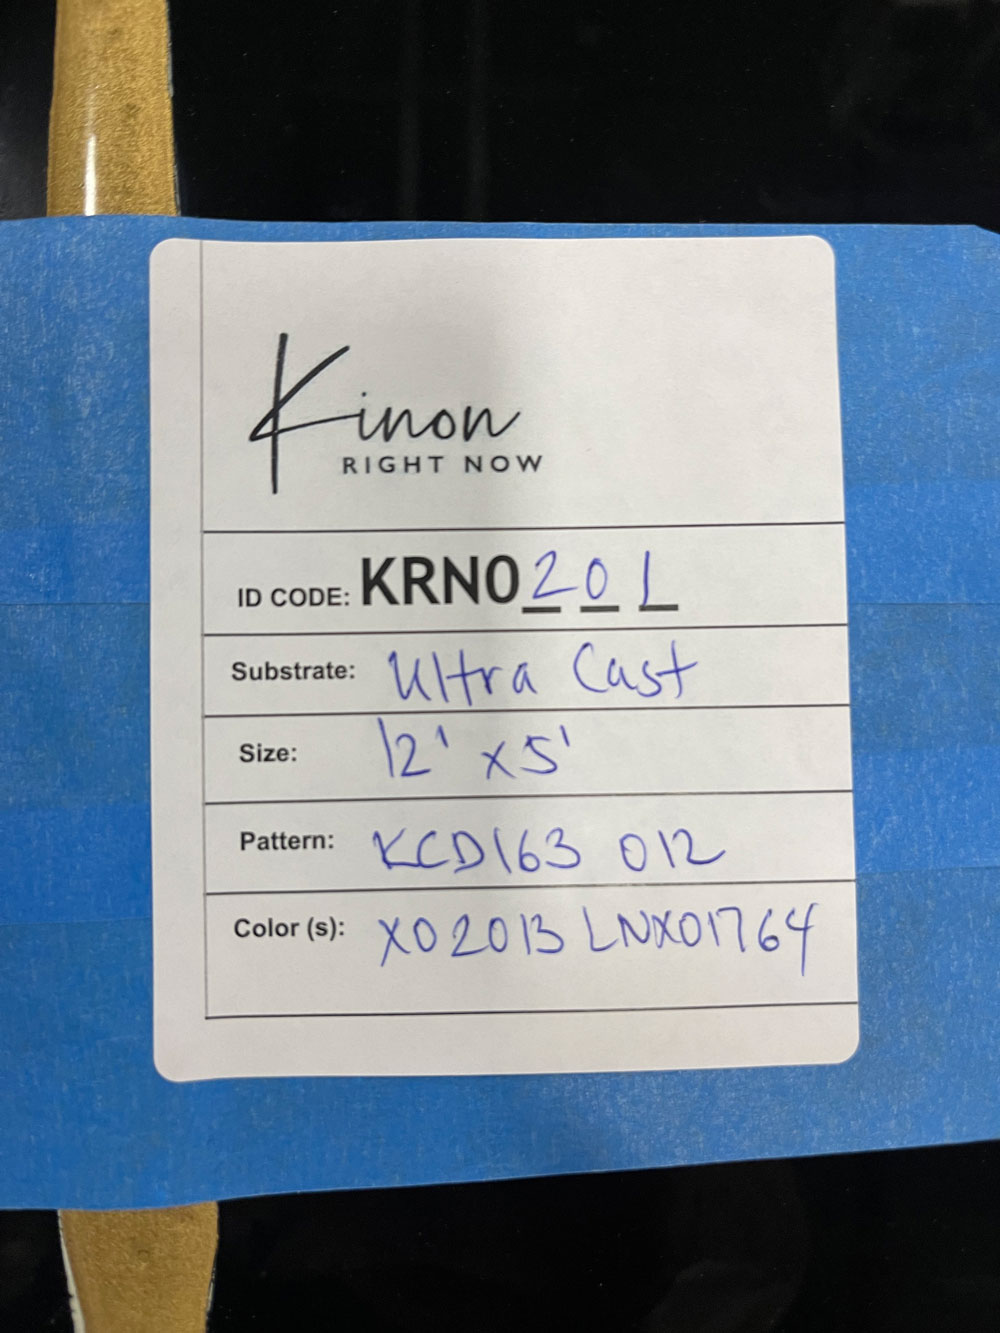 Kinon
RIGHT NOW
ID CODE: KRN0201
Substrate: Ultra Cast
Size: 12' x 5'
Pattern: KCD163 012
Color (s): X02013 LNX01764